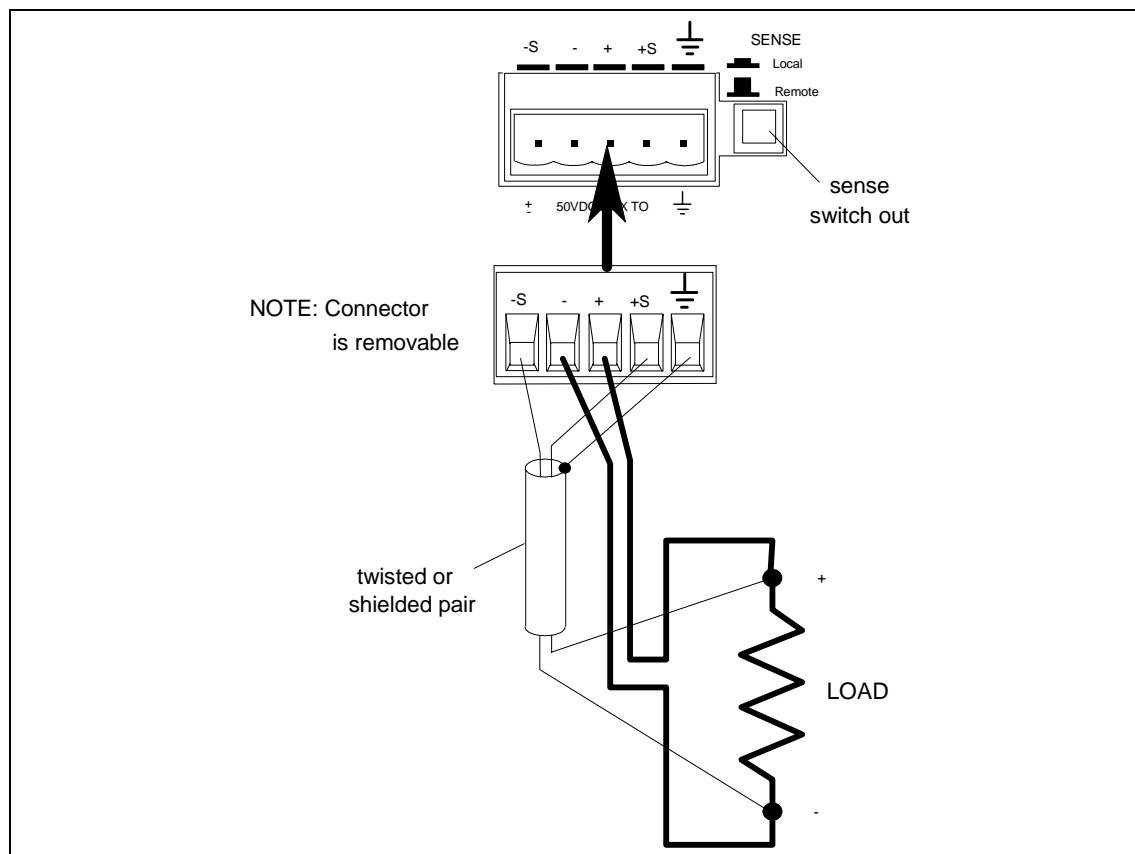 -S - + +S
SENSE
Local
Remote
sense
switch out
+
-
50VDC
TO
NOTE: Connector
is removable
-S - + +S
twisted or
shielded pair
+
LOAD
-